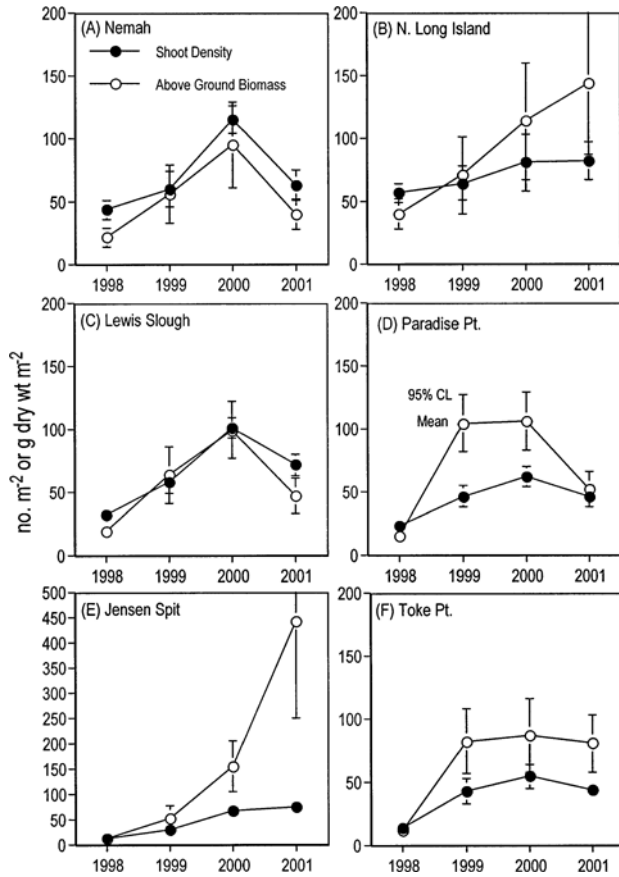 (A) Nemah
Shoot Density
Above Ground Biomass
200
150
100
50
0
1998 1999 2000 2001
(B) N. Long Island
200
150
100
50
0
1998 1999 2000 2001
(C) Lewis Slough
200
150
100
50
0
1998 1999 2000 2001
(D) Paradise Pt.
95% CL
Mean
200
150
100
50
0
1998 1999 2000 2001
(E) Jensen Spit
500
450
400
350
300
250
200
150
100
50
0
1998 1999 2000 2001
(F) Toke Pt.
200
150
100
50
0
1998 1999 2000 2001
no. m-2 or g dry wt m-2